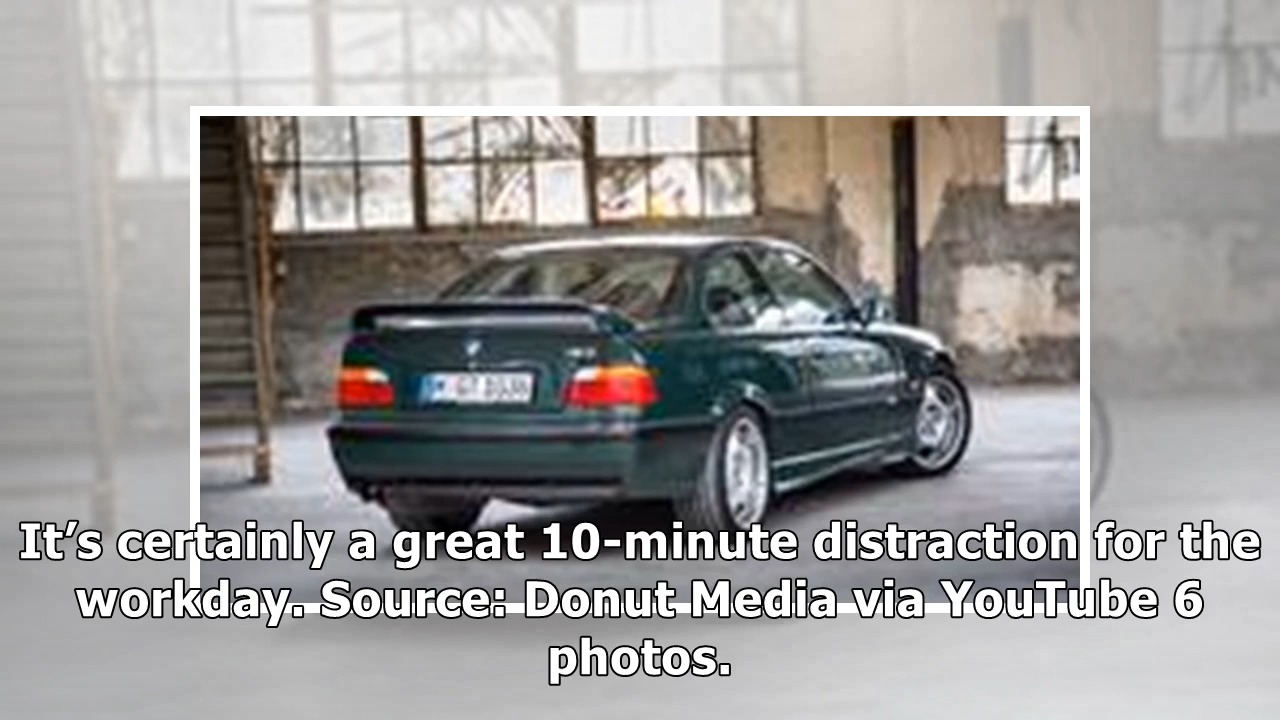 It’s certainly a great 10-minute distraction for the
workday. Source: Donut Media via YouTube 6
photos.